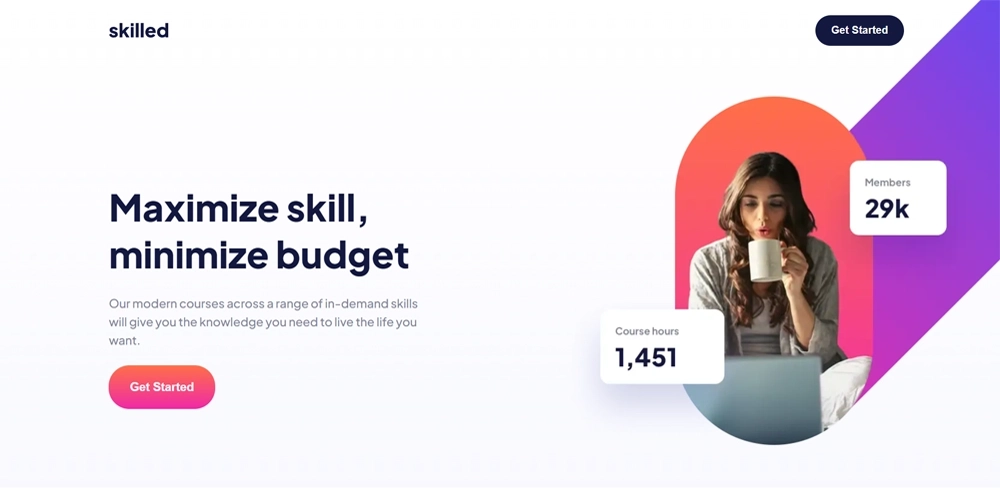 skilled
Get Started
Maximize skill,
minimize budget
Our modern courses across a range of in-demand skills
will give you the knowledge you need to live the life you
want.
Get Started
Members
29k
Course hours
1,451